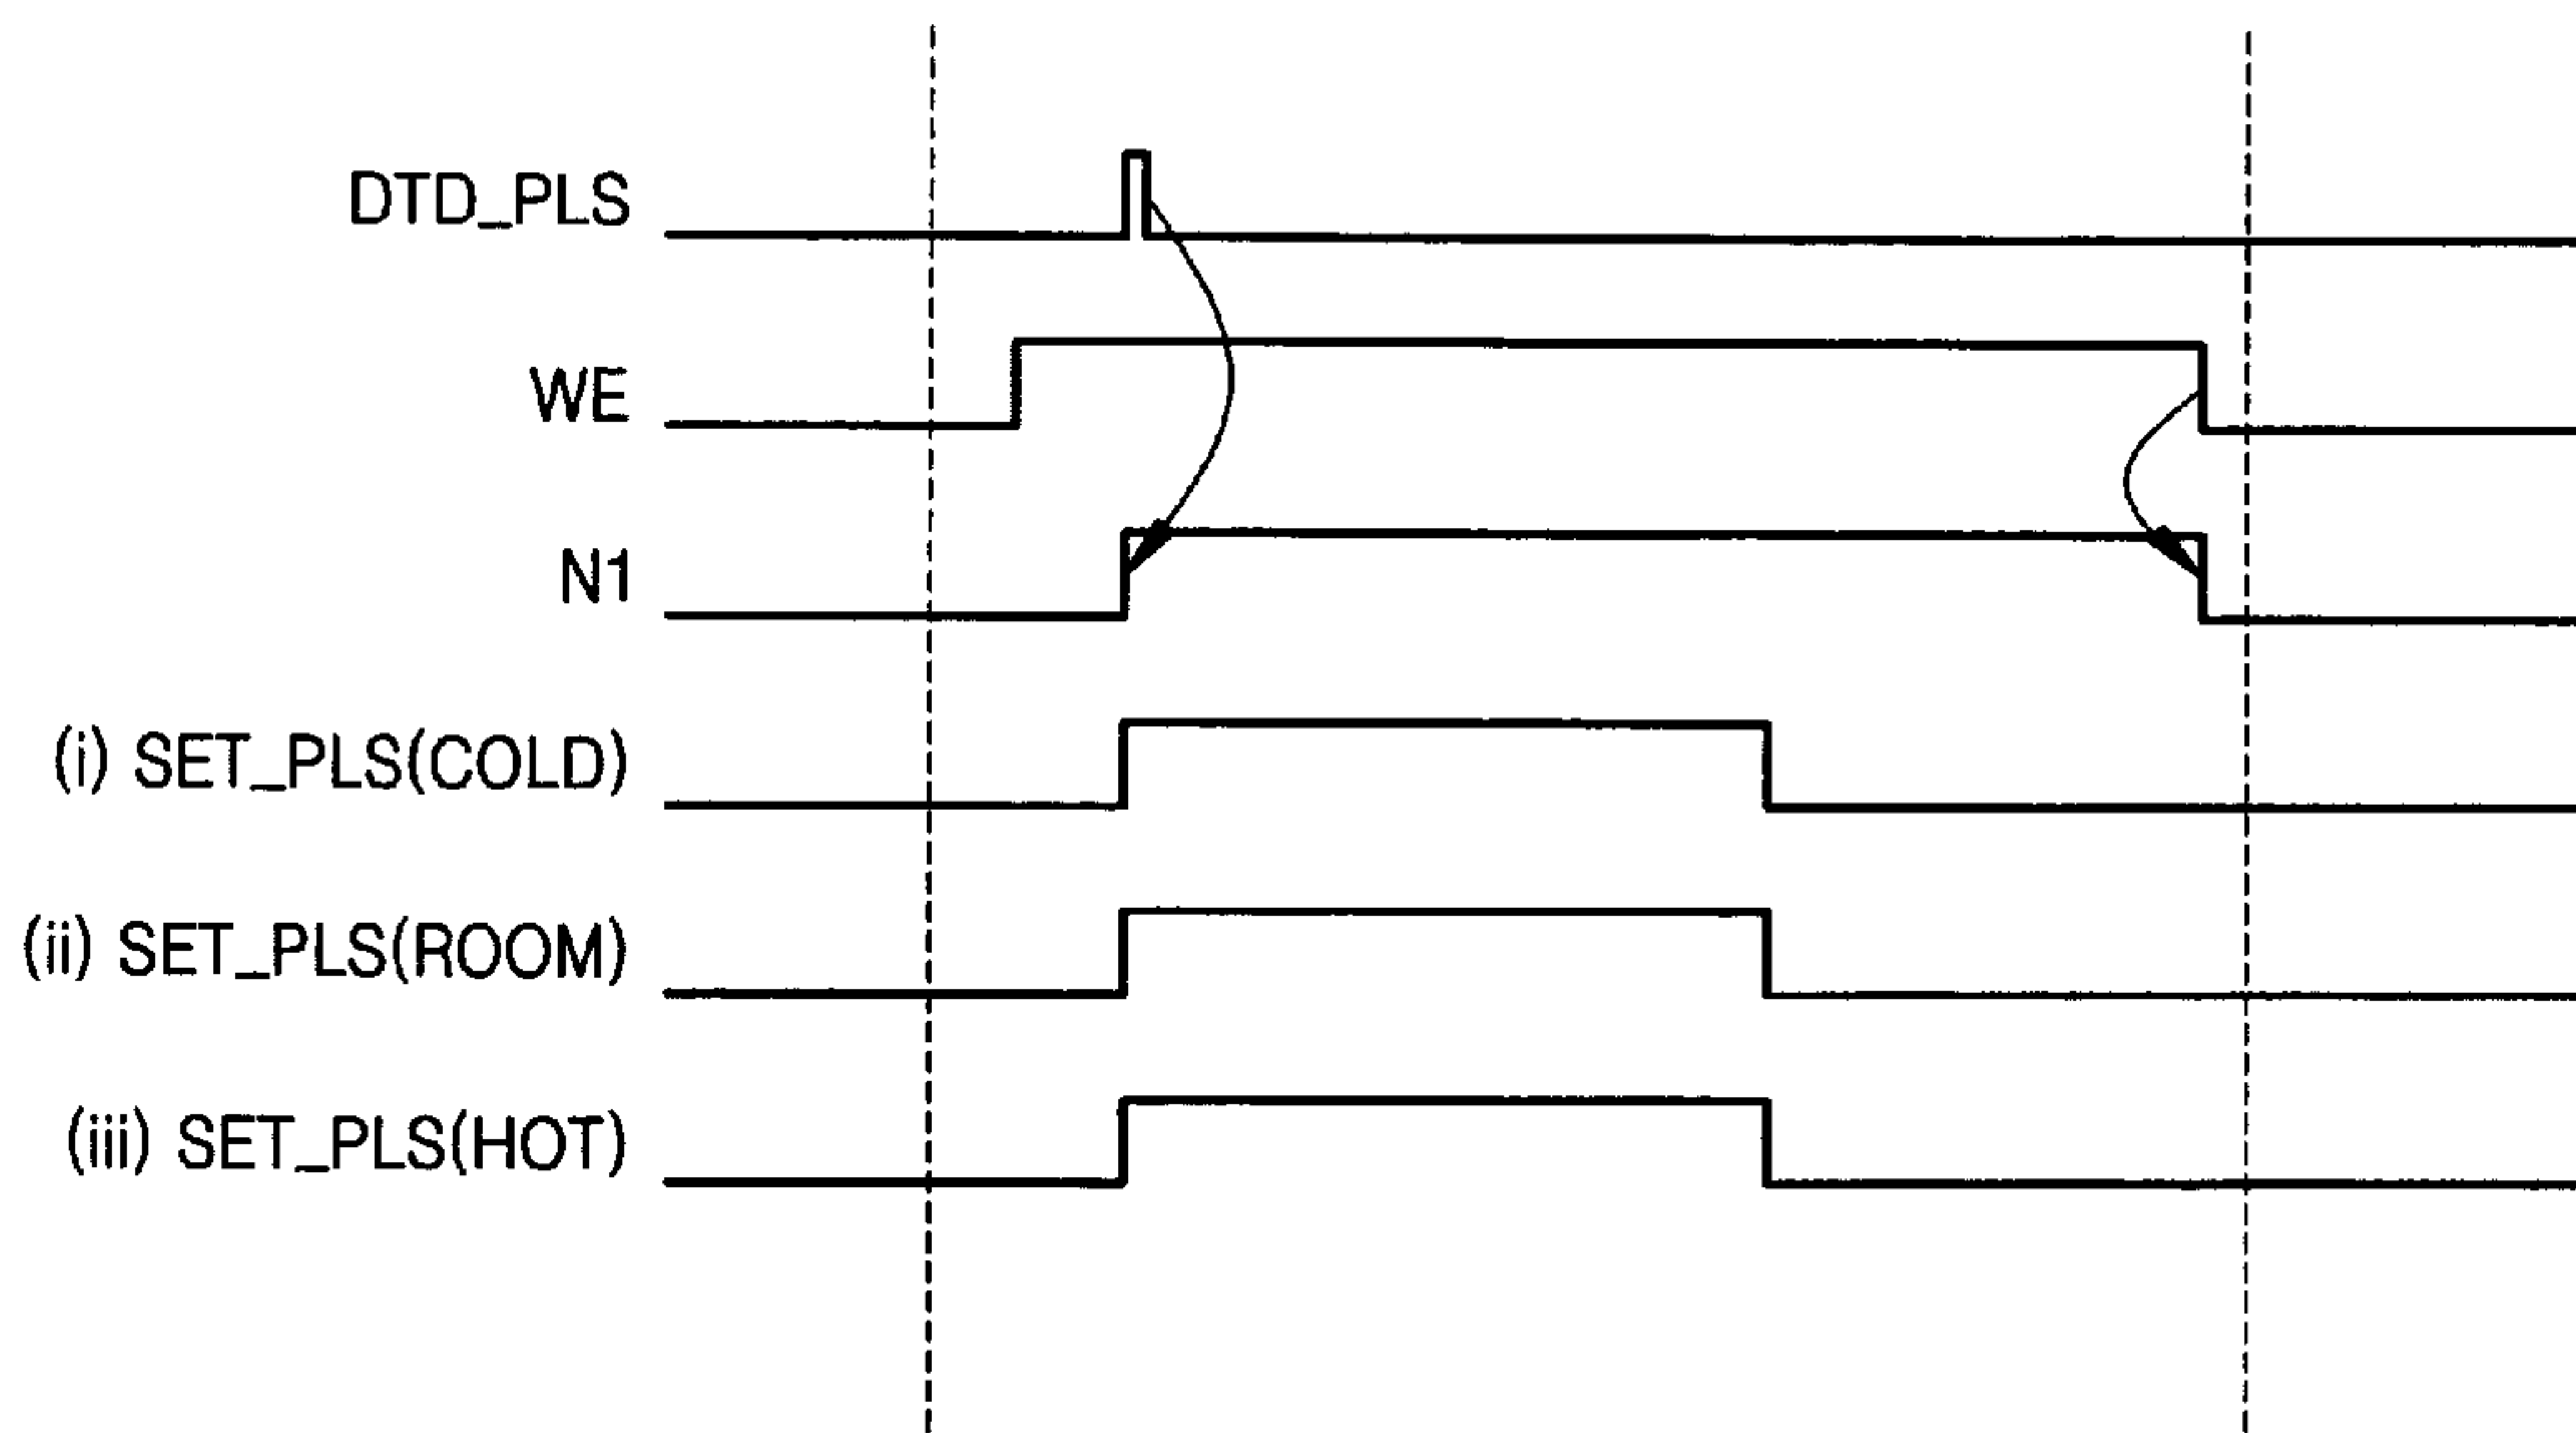 DTD_PLS
WE
N1
(i) SET_PLS(COLD)
(ii) SET_PLS(ROOM)
(iii) SET_PLS(HOT)